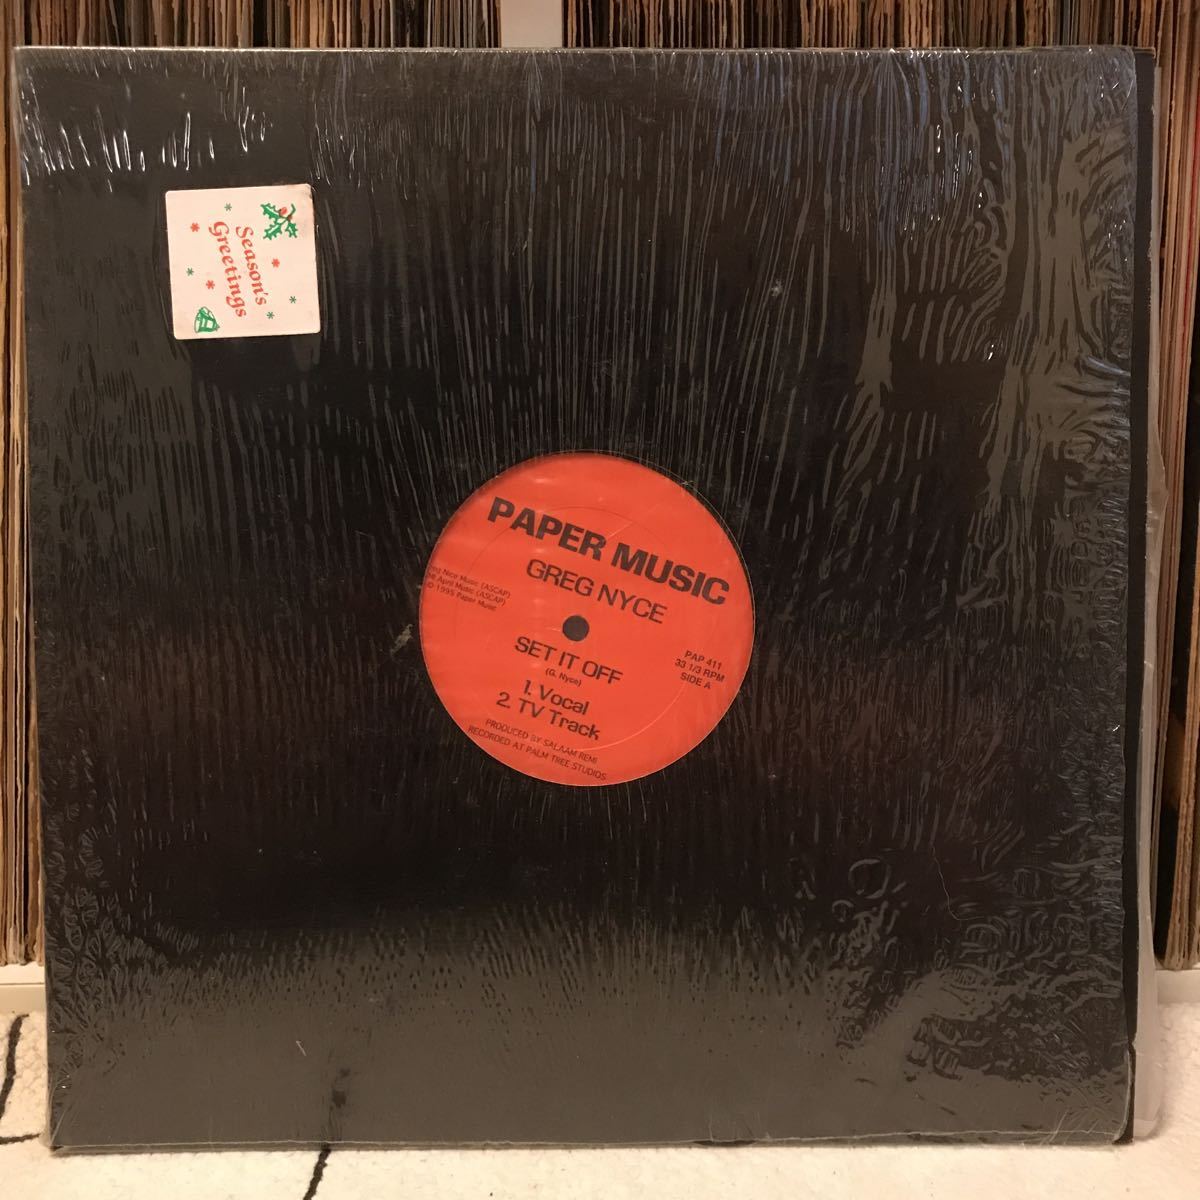 Season's
Greetings
PAPER MUSIC
GREG NYCE
Nice Music (ASCAP)
April Music (ASCAP)
© 1995 Paper Music
SET IT OFF
(G. Nyce)
1. Vocal
2. TV Track
PAP 411
33 1/3 RPM
SIDE A
PRODUCED BY SALAAM REMI
RECORDED AT PALM TREE STUDIOS